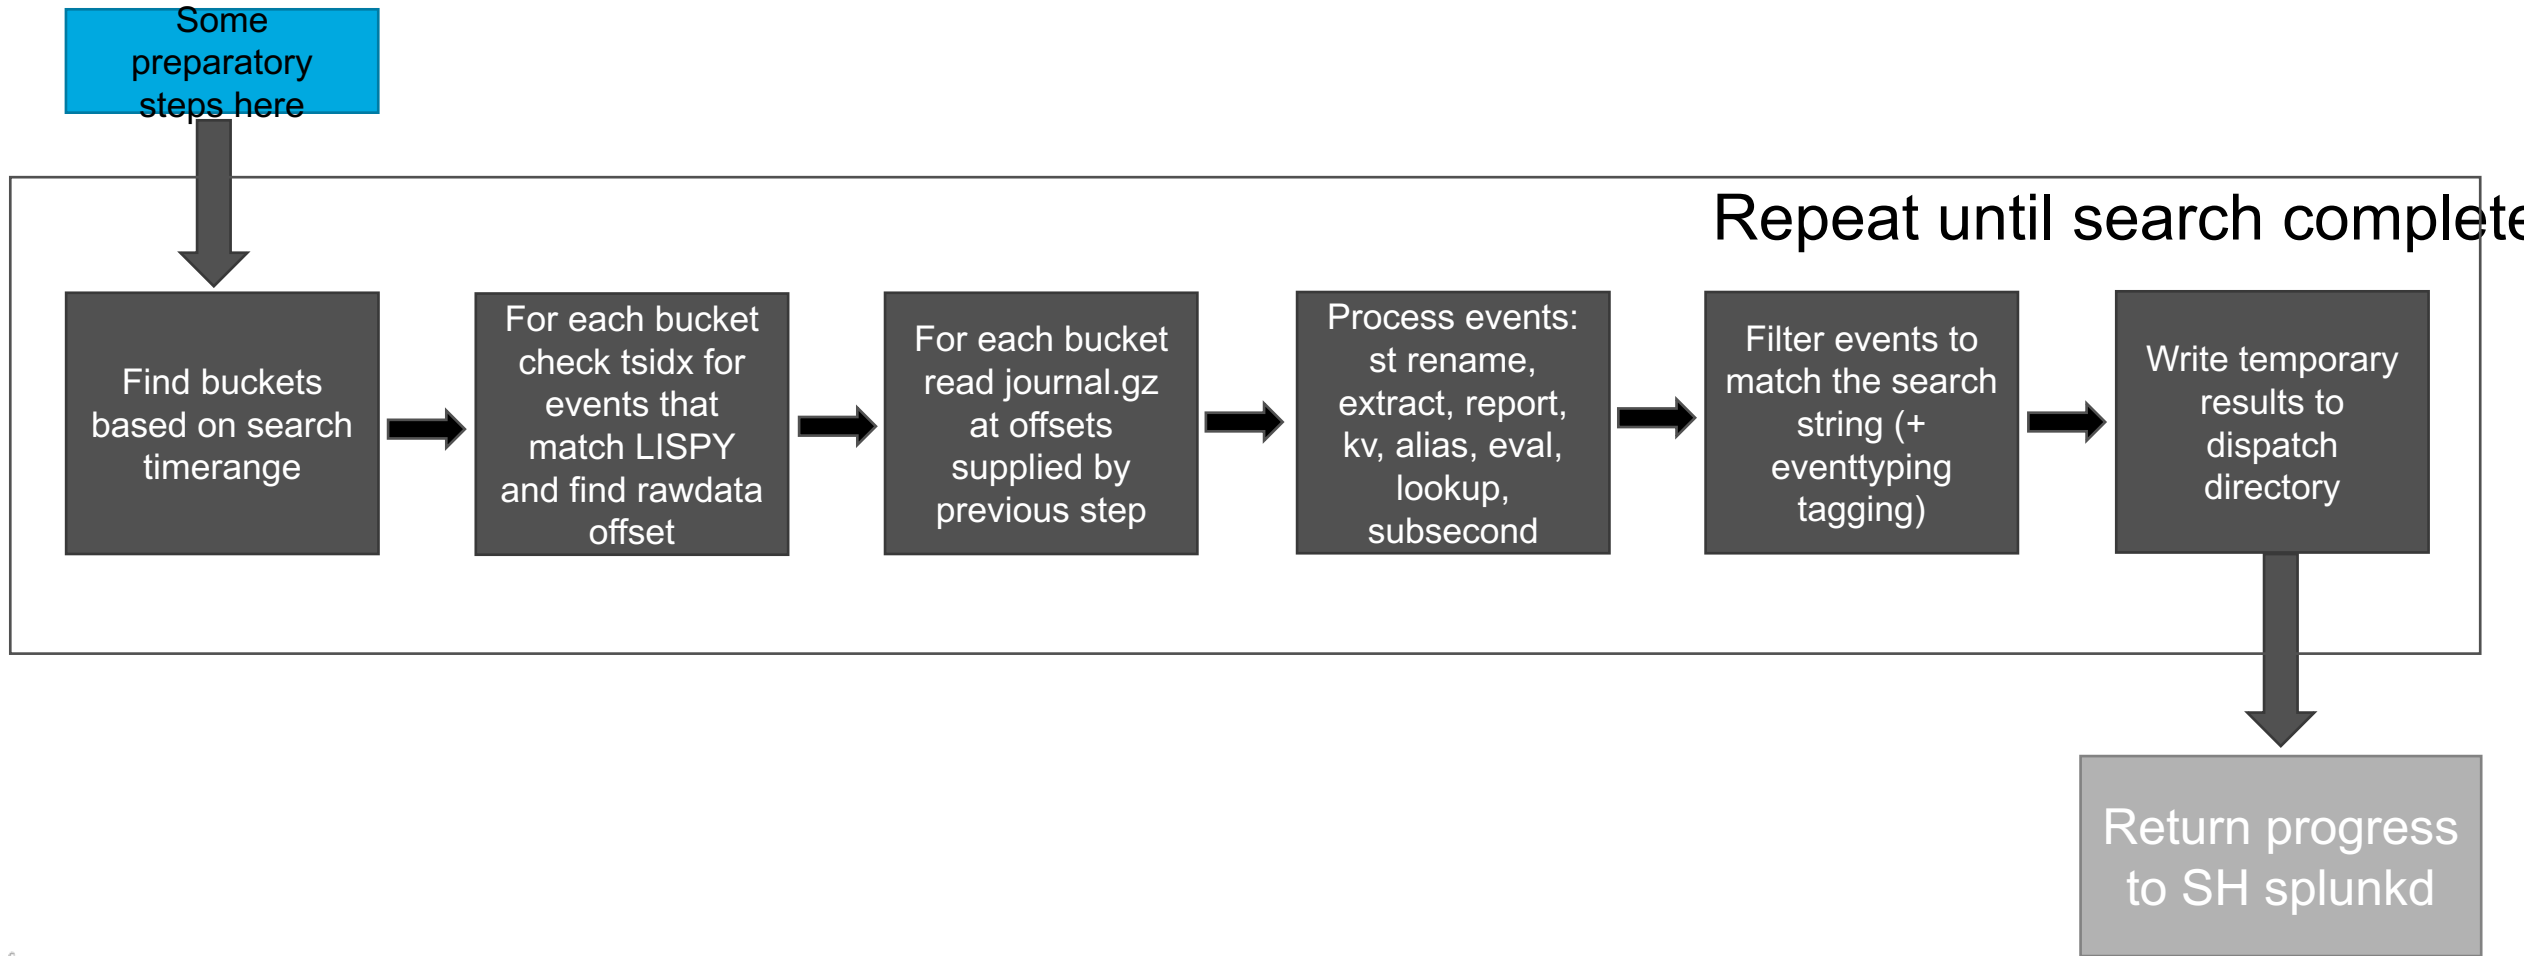 Some
preparatory
steps here
Repeat until search complete
Find buckets
based on search
timerange
For each bucket
check tsidx for
events that
match LISPY
and find rawdata
offset
For each bucket
read journal.gz
at offsets
supplied by
previous step
Process events:
st rename,
extract, report,
kv, alias, eval,
lookup,
subsecond
Filter events to
match the search
string (+
eventtyping
tagging)
Write temporary
results to
dispatch
directory
Return progress
to SH splunkd